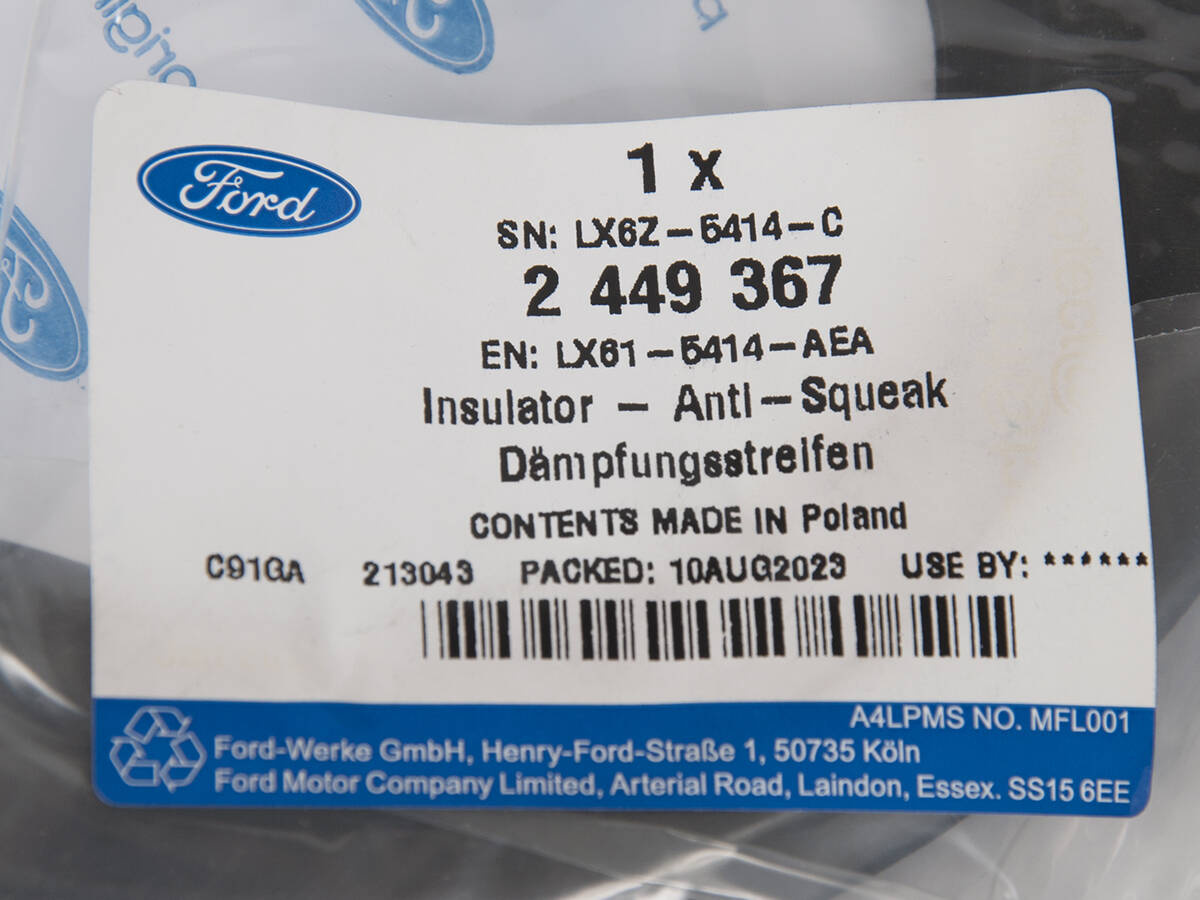 Ford
1 x
SN: LX6Z-5414-C
2 449 367
EN: LX61-5414-AEA
Insulator - Anti-Squeak
Dämpfungsstreifen
CONTENTS MADE IN Poland
C91GA 213043 PACKED: 10AUG2023 USE BY: ******
A4LPMS NO. MFL001
Ford-Werke GmbH, Henry-Ford-Straße 1, 50735 Köln
Ford Motor Company Limited, Arterial Road, Laindon, Essex. SS15 6EE